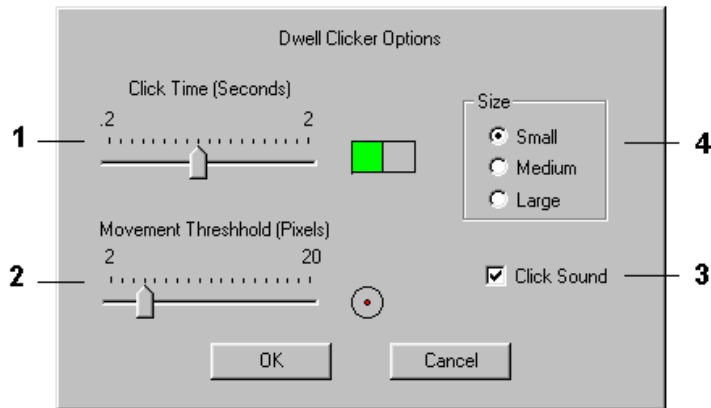 Dwell Clicker Options
Click Time (Seconds)
.2 2
1
Size
Small
Medium
Large
4
Movement Threshhold (Pixels)
2 20
2
Click Sound
3
OK
Cancel